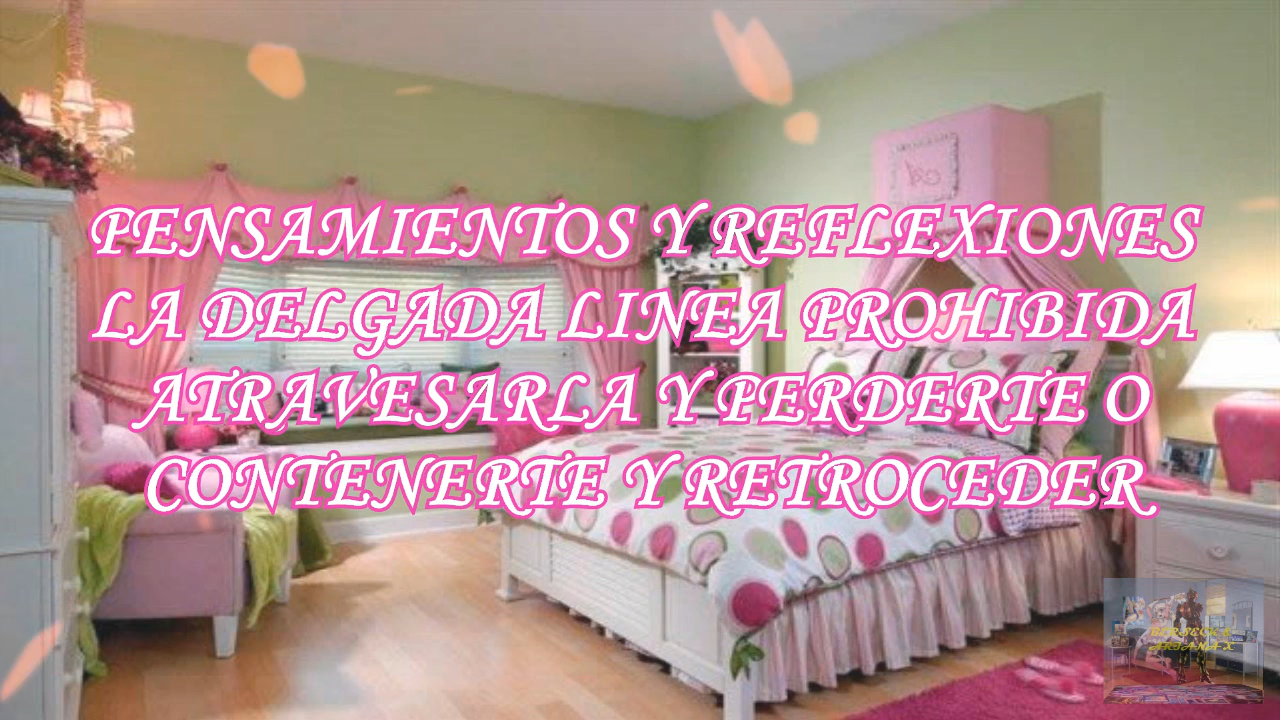 PENSAMIENTOS Y REFLEXIONES
LA DELGADA LINEA PROHIBIDA
ATRAVESARLA Y PERDERTE O
CONTENERTE Y RETROCEDER